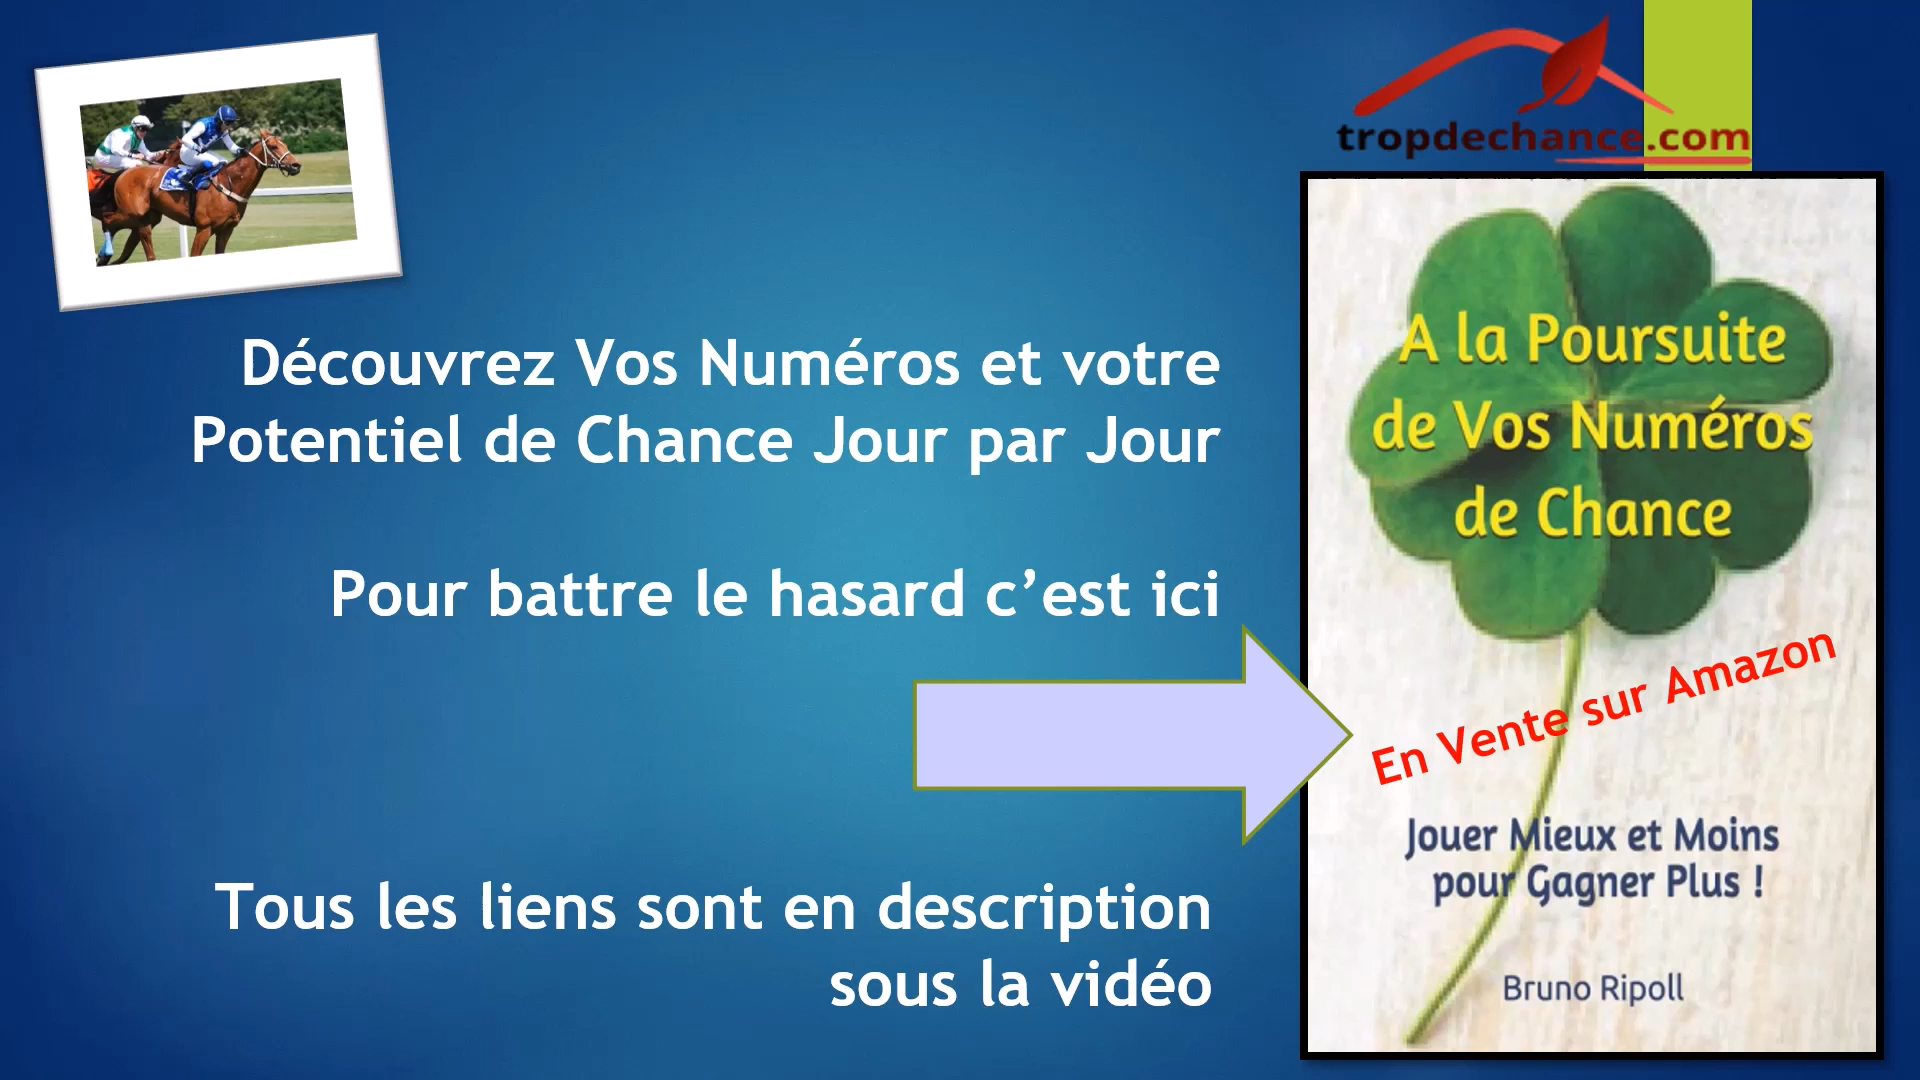 tropdechance.com
Découvrez Vos Numéros et votre
Potentiel de Chance Jour par Jour
Pour battre le hasard c’est ici
Tous les liens sont en description
sous la vidéo
A la Poursuite
de Vos Numéros
de Chance
En Vente sur Amazon
Jouer Mieux et Moins
pour Gagner Plus !
Bruno Ripoll